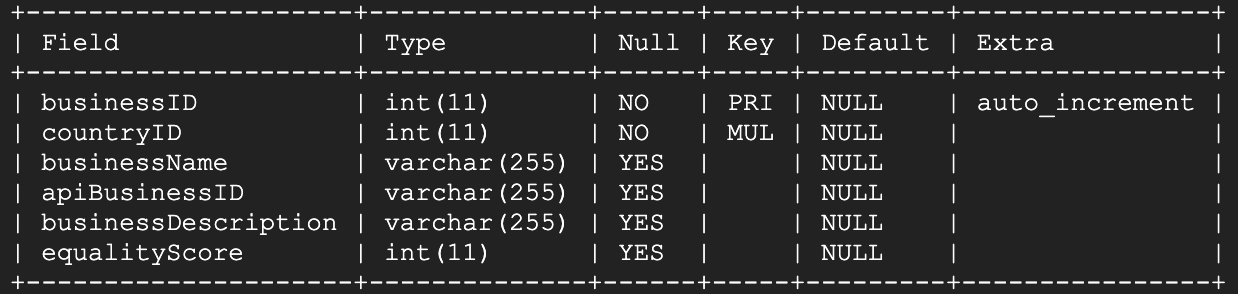 +----------------------+--------------+------+-----+---------+----------------+
| Field                | Type         | Null | Key | Default | Extra          |
+----------------------+--------------+------+-----+---------+----------------+
| businessID           | int(11)      | NO   | PRI | NULL    | auto_increment |
| countryID            | int(11)      | NO   | MUL | NULL    |                |
| businessName         | varchar(255) | YES  |     | NULL    |                |
| apiBusinessID        | varchar(255) | YES  |     | NULL    |                |
| businessDescription  | varchar(255) | YES  |     | NULL    |                |
| equalityScore        | int(11)      | YES  |     | NULL    |                |
+----------------------+--------------+------+-----+---------+----------------+